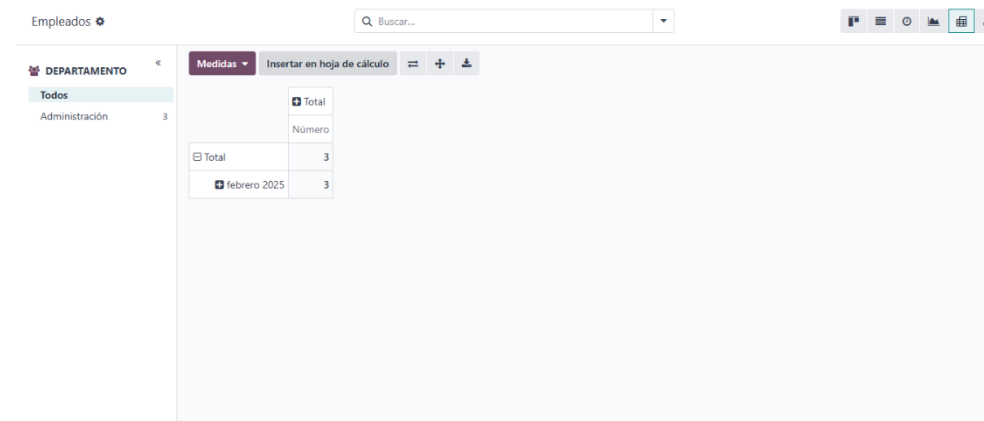 Empleados
Buscar...
DEPARTAMENTO
Todos
Administración 3
Medidas
Insertar en hoja de cálculo
Total
Número
Total 3
febrero 2025 3